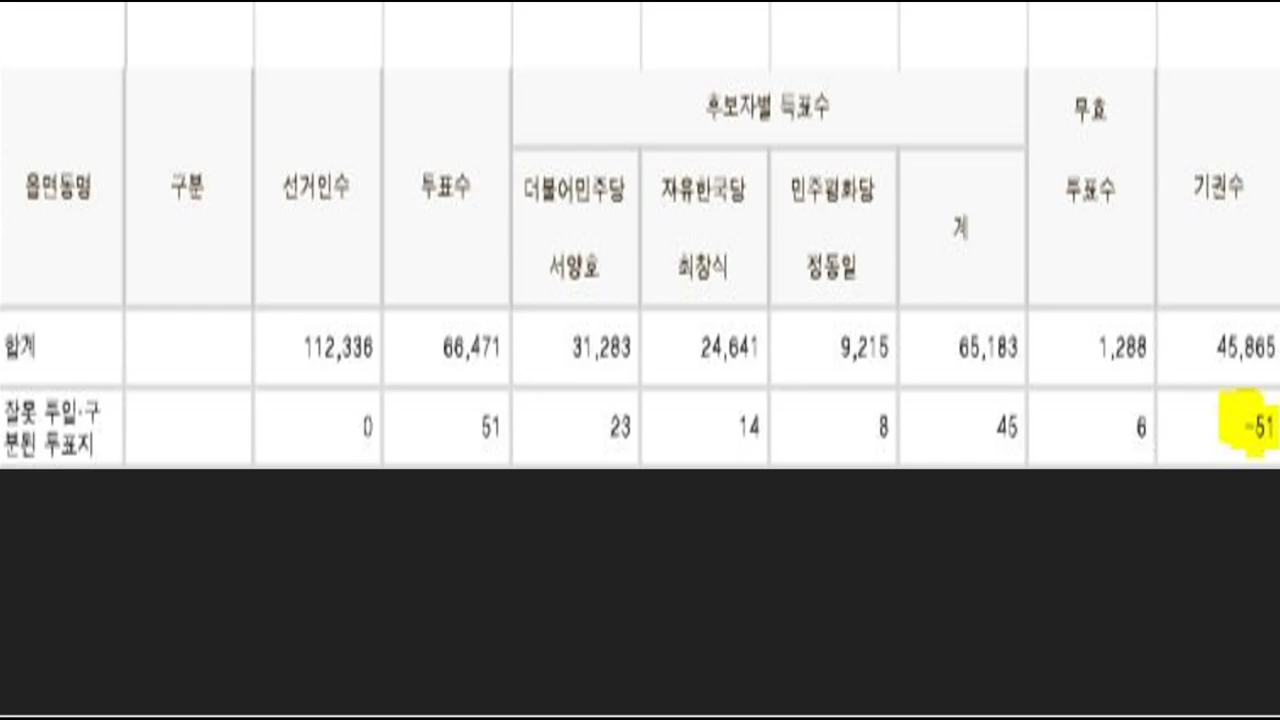 후보자별 득표수
무효
읍면동명 구분 선거인수 투표수 더불어민주당 자유한국당 민주평화당 계 투표수 기권수
서양호 최창식 정동일
합계 112,336 66,471 31,283 24,641 9,215 65,183 1,288 45,865
잘못 투입·구 0 51 23 14 8 45 6 -51
분된 투표지